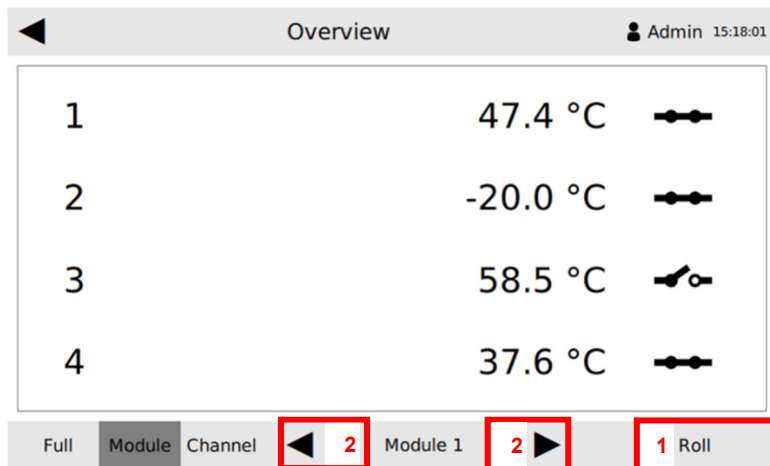 Overview Admin 15:18:01
1 47.4 °C
2 -20.0 °C
3 58.5 °C
4 37.6 °C
Full Module Channel 2 Module 1 2 1 Roll